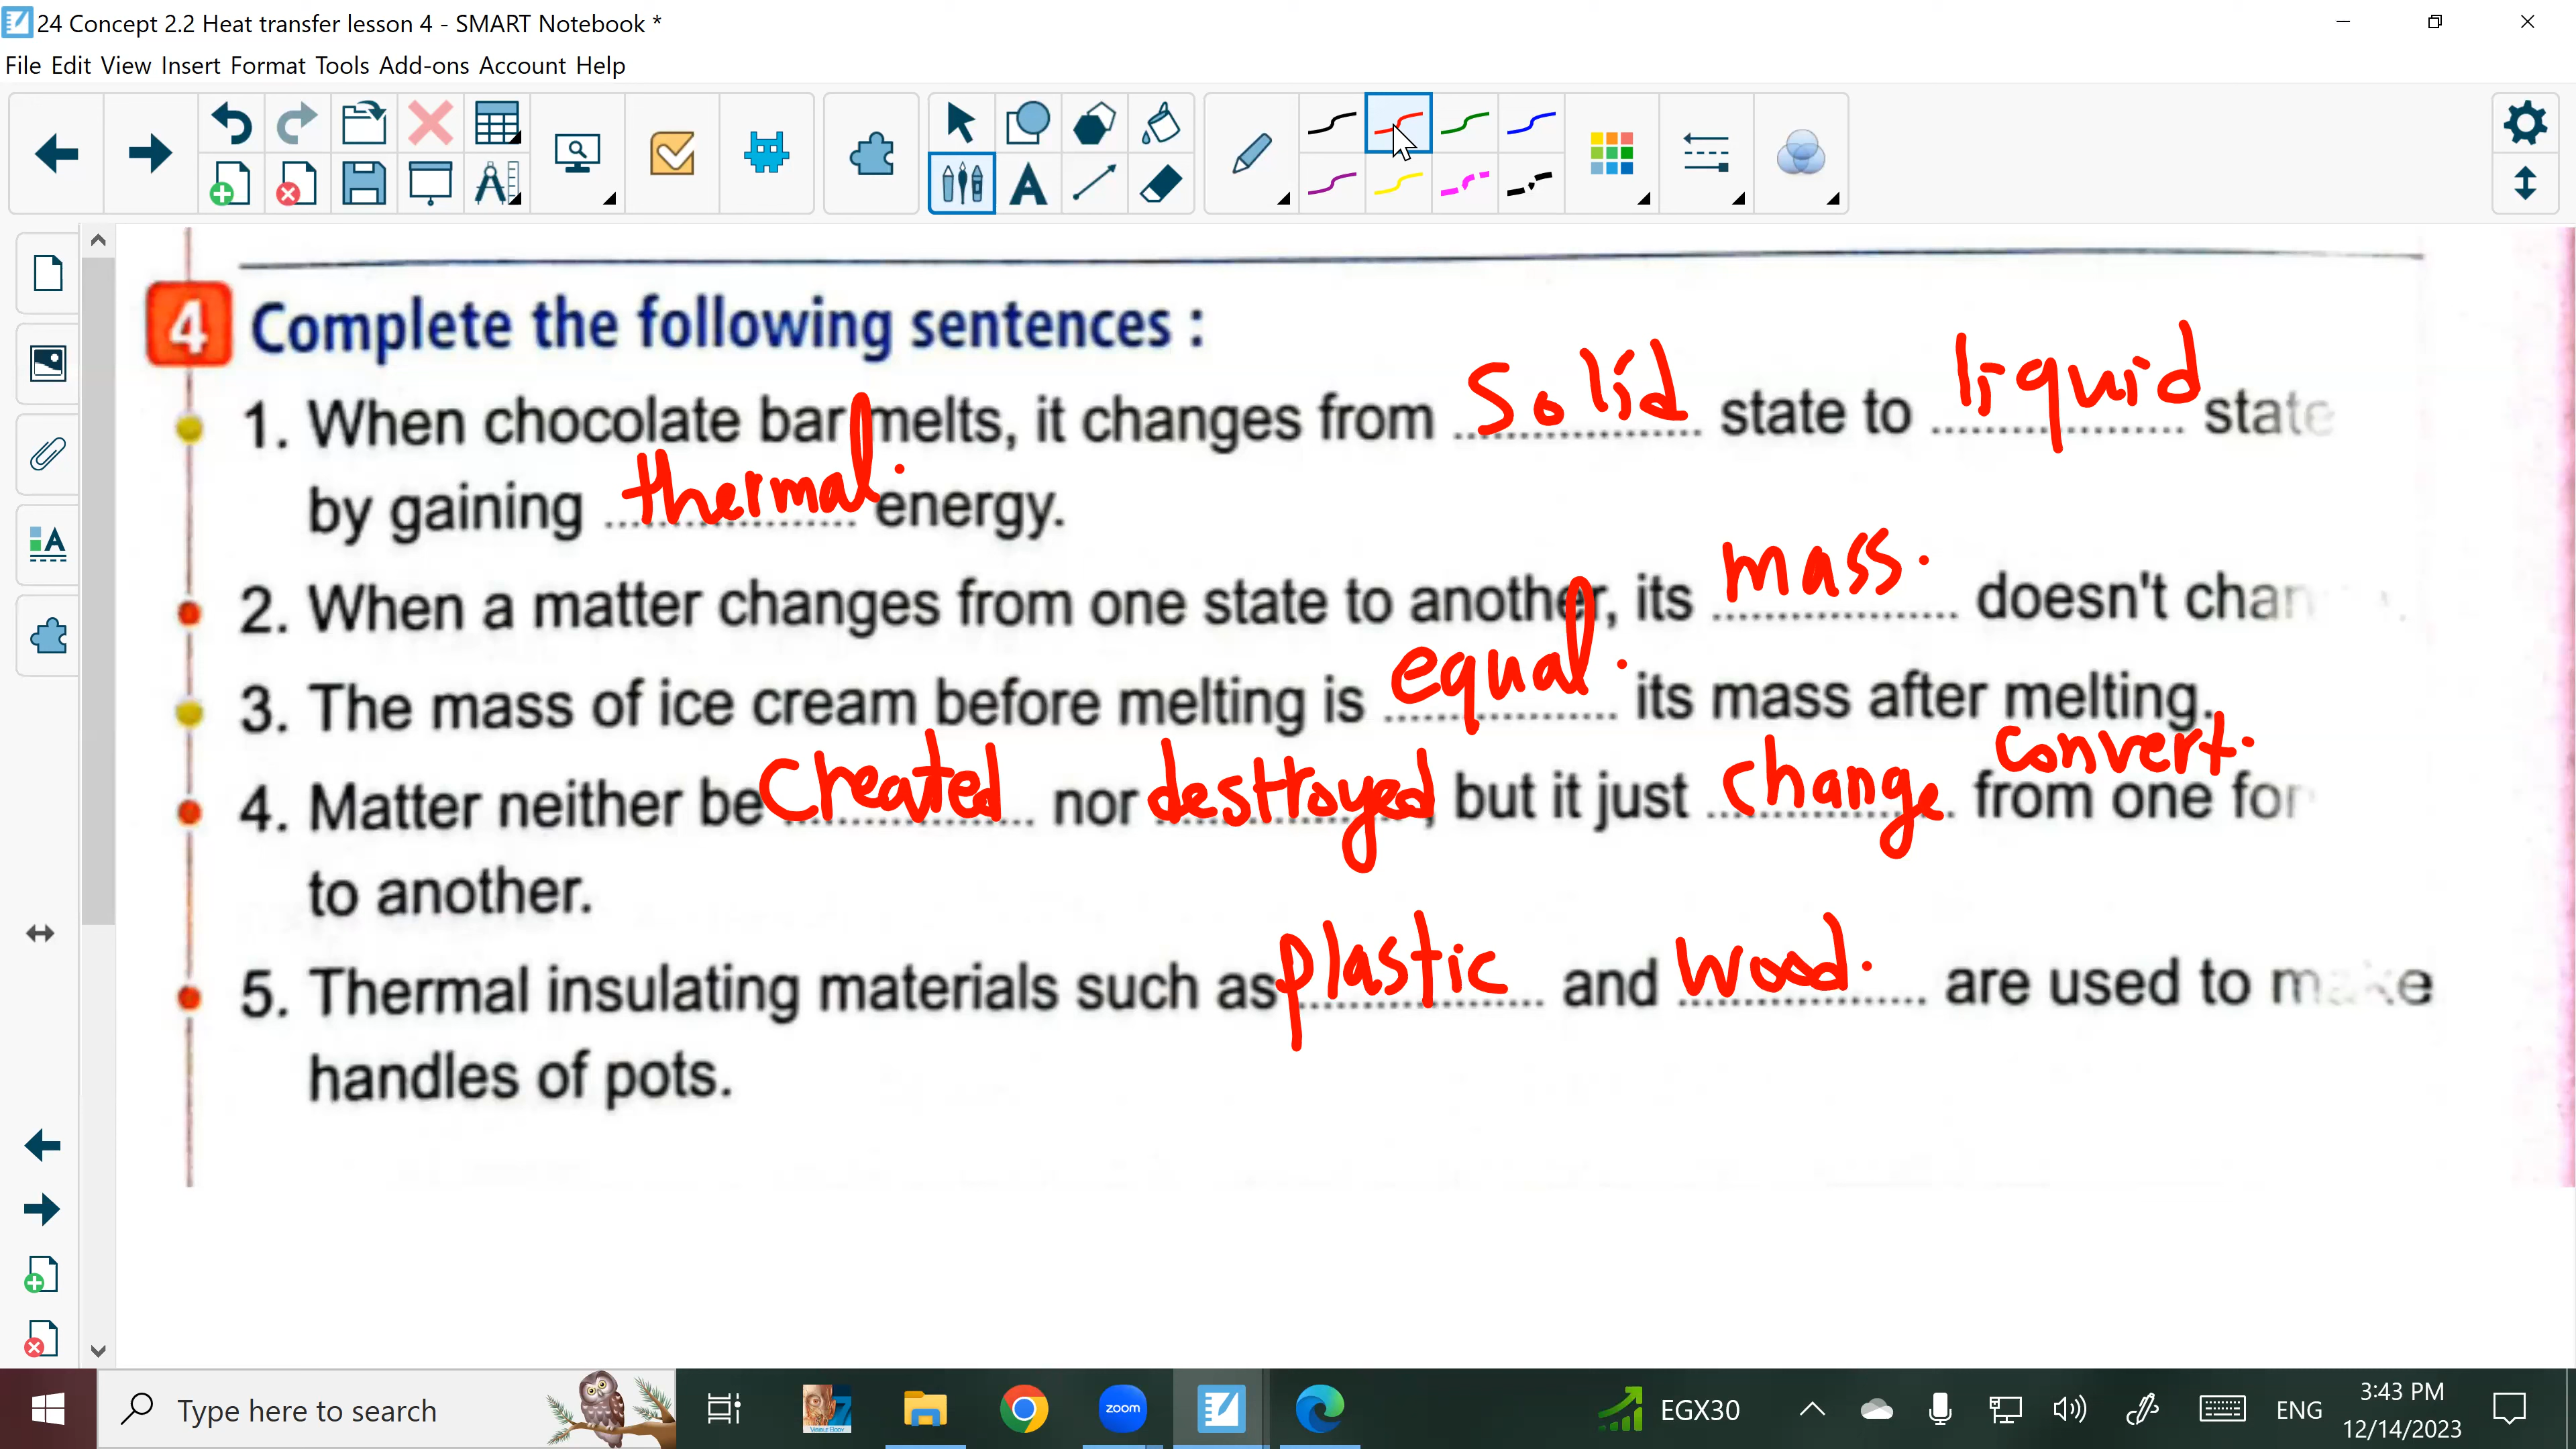 24 Concept 2.2 Heat transfer lesson 4 - SMART Notebook *
File Edit View Insert Format Tools Add-ons Account Help
4 Complete the following sentences :
1. When chocolate bar melts, it changes from solid state to liquid state
by gaining thermal energy.
2. When a matter changes from one state to another, its mass. doesn't
3. The mass of ice cream before melting is equal. its mass after melting.
convert.
4. Matter neither be created nor destroyed, but it just change from one
to another.
5. Thermal insulating materials such as plastic and wood. are used to make
handles of pots.
Type here to search
zoom
EGX30
ENG
3:43 PM
12/14/2023